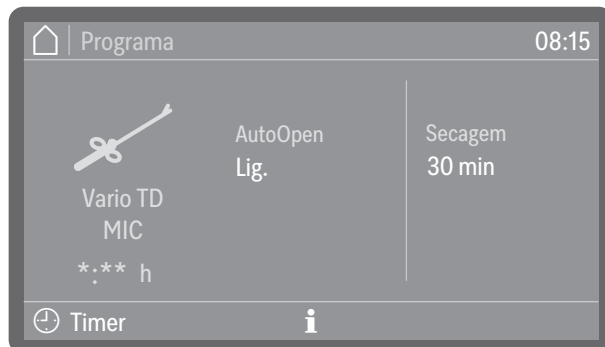 Programa
08:15
Vario TD
MIC
*:** h
AutoOpen
Lig.
Secagem
30 min
Timer
i